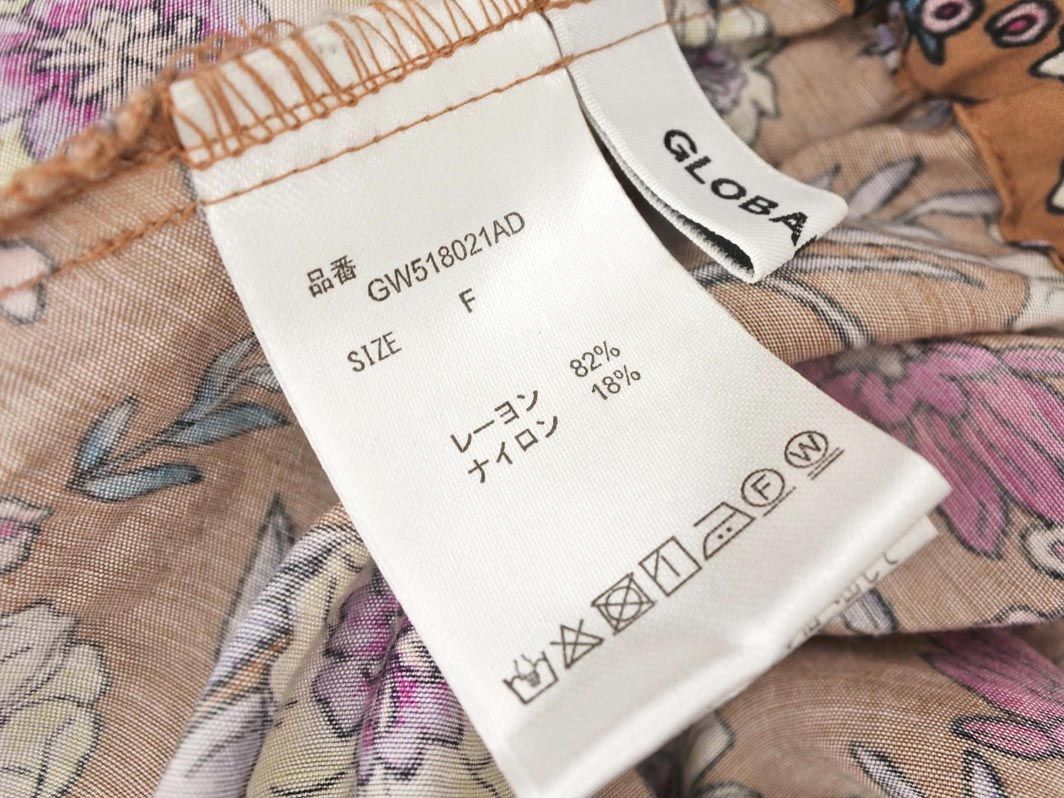 品番 GW518021AD
SIZE F
レーヨン 82%
ナイロン 18%
F W
GLOBA